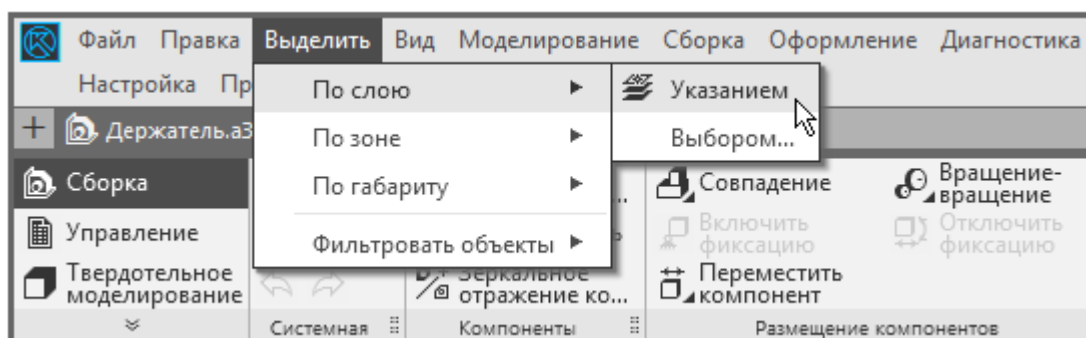 Файл Правка Выделить Вид Моделирование Сборка Оформление Диагностика
Настройка Пр
По слою
Указанием
По зоне
Выбором...
По габариту
Фильтровать объекты
+ Держатель.a3
Сборка
Управление
Твердотельное
моделирование
Зеркальное
отражение ко...
Совпадение
Вращение-
вращение
Включить
фиксацию
Отключить
фиксацию
Переместить
компонент
Системная
Компоненты
Размещение компонентов